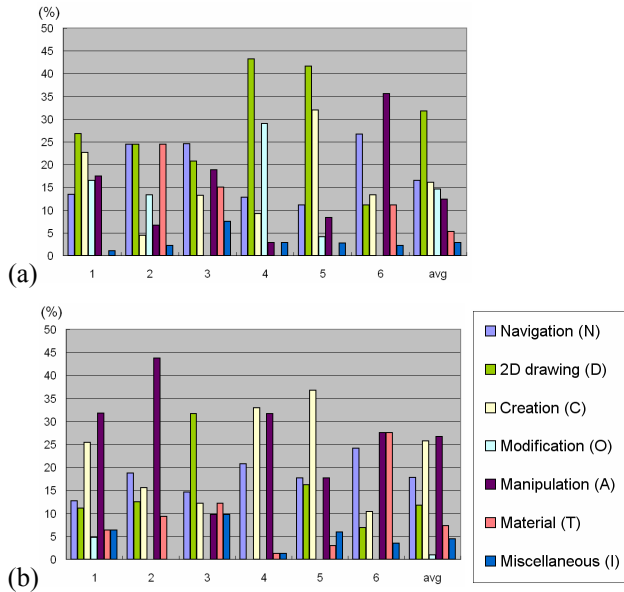 (%)
50
45
40
35
30
25
20
15
10
5
0
1 2 3 4 5 6 avg
(a)
(%)
50
45
40
35
30
25
20
15
10
5
0
1 2 3 4 5 6 avg
(b)
Navigation (N)
2D drawing (D)
Creation (C)
Modification (O)
Manipulation (A)
Material (T)
Miscellaneous (I)